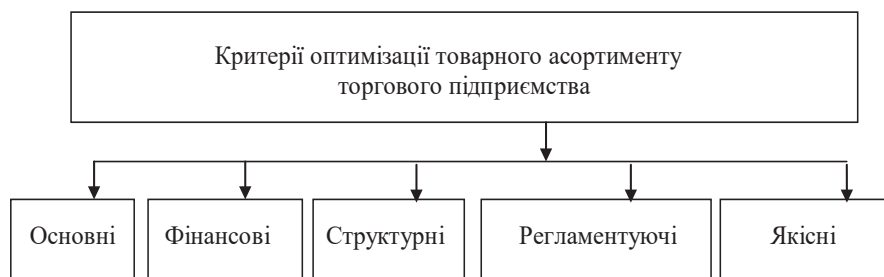 Критерії оптимізації товарного асортименту
торгового підприємства
Основні Фінансові Структурні Регламентуючі Якісні